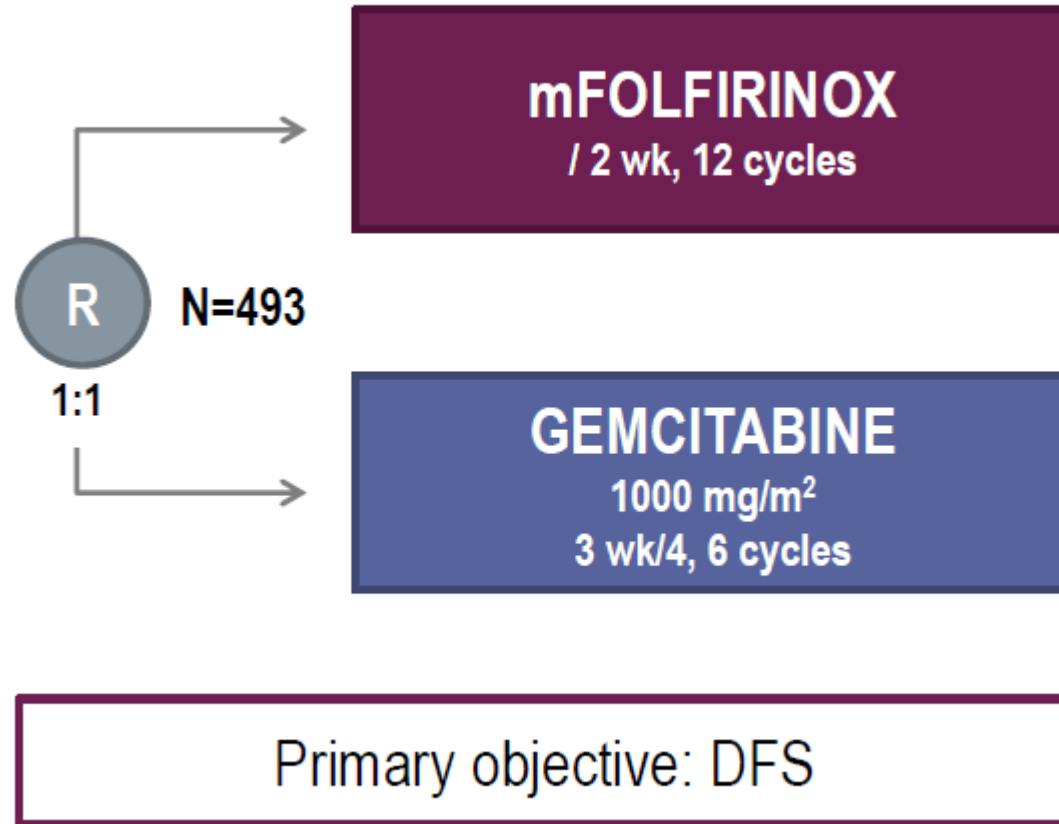 mFOLFIRINOX
/ 2 wk, 12 cycles
R
N=493
1:1
GEMCITABINE
1000 mg/m²
3 wk/4, 6 cycles
Primary objective: DFS